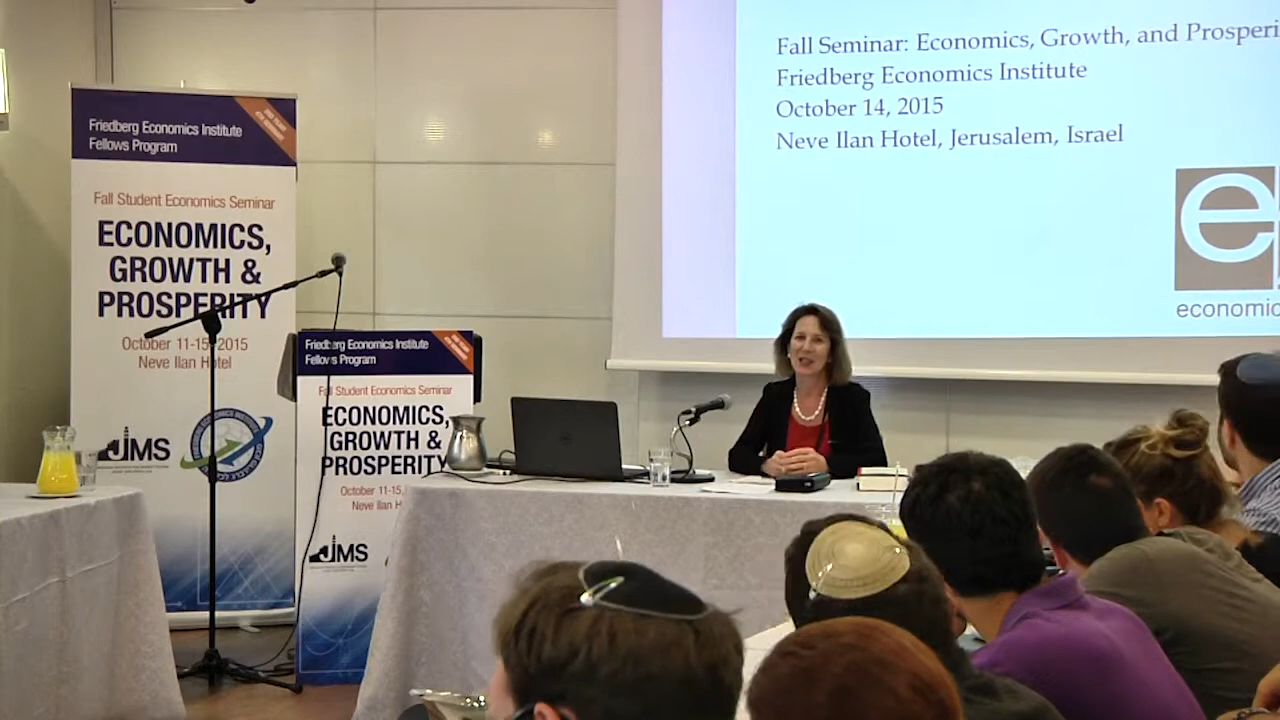 Friedberg Economics Institute
Fellows Program
Fall Student Economics Seminar
ECONOMICS,
GROWTH &
PROSPERITY
October 11-15, 2015
Neve Ilan Hotel
JIMS
Friedberg Economics Institute
Fellows Program
Fall Student Economics Seminar
ECONOMICS,
GROWTH &
PROSPERITY
October 11-15,
Neve Ilan H
JIMS
Fall Seminar: Economics, Growth, and Prosperi
Friedberg Economics Institute
October 14, 2015
Neve Ilan Hotel, Jerusalem, Israel
e
economic